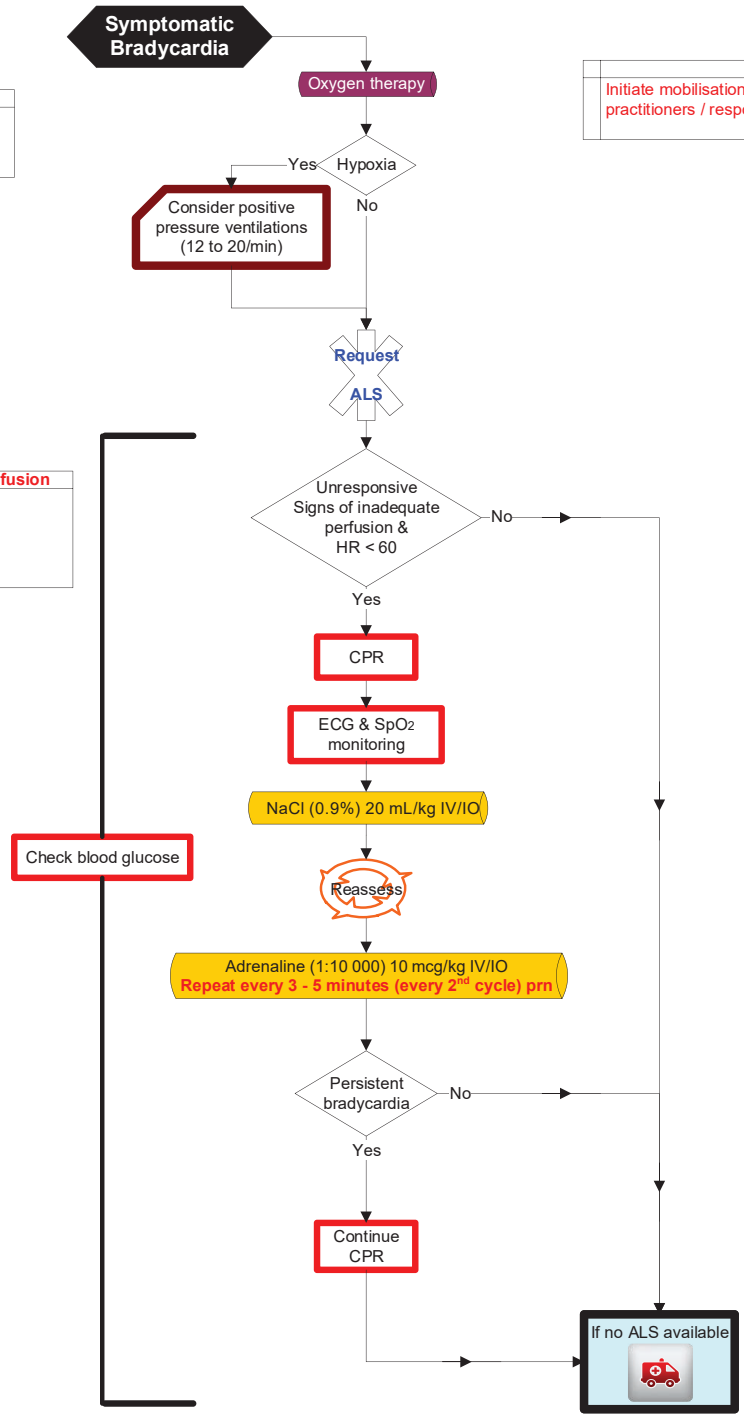 Symptomatic
Bradycardia
Oxygen therapy
Initiate mobilisation
practitioners / respo
Yes
Hypoxia
No
Consider positive
pressure ventilations
(12 to 20/min)
Request
ALS
fusion
Unresponsive
Signs of inadequate
perfusion &
HR < 60
No
Yes
CPR
ECG & SpO2
monitoring
NaCl (0.9%) 20 mL/kg IV/IO
Check blood glucose
Reassess
Adrenaline (1:10 000) 10 mcg/kg IV/IO
Repeat every 3 - 5 minutes (every 2nd cycle) prn
Persistent
bradycardia
No
Yes
Continue
CPR
If no ALS available